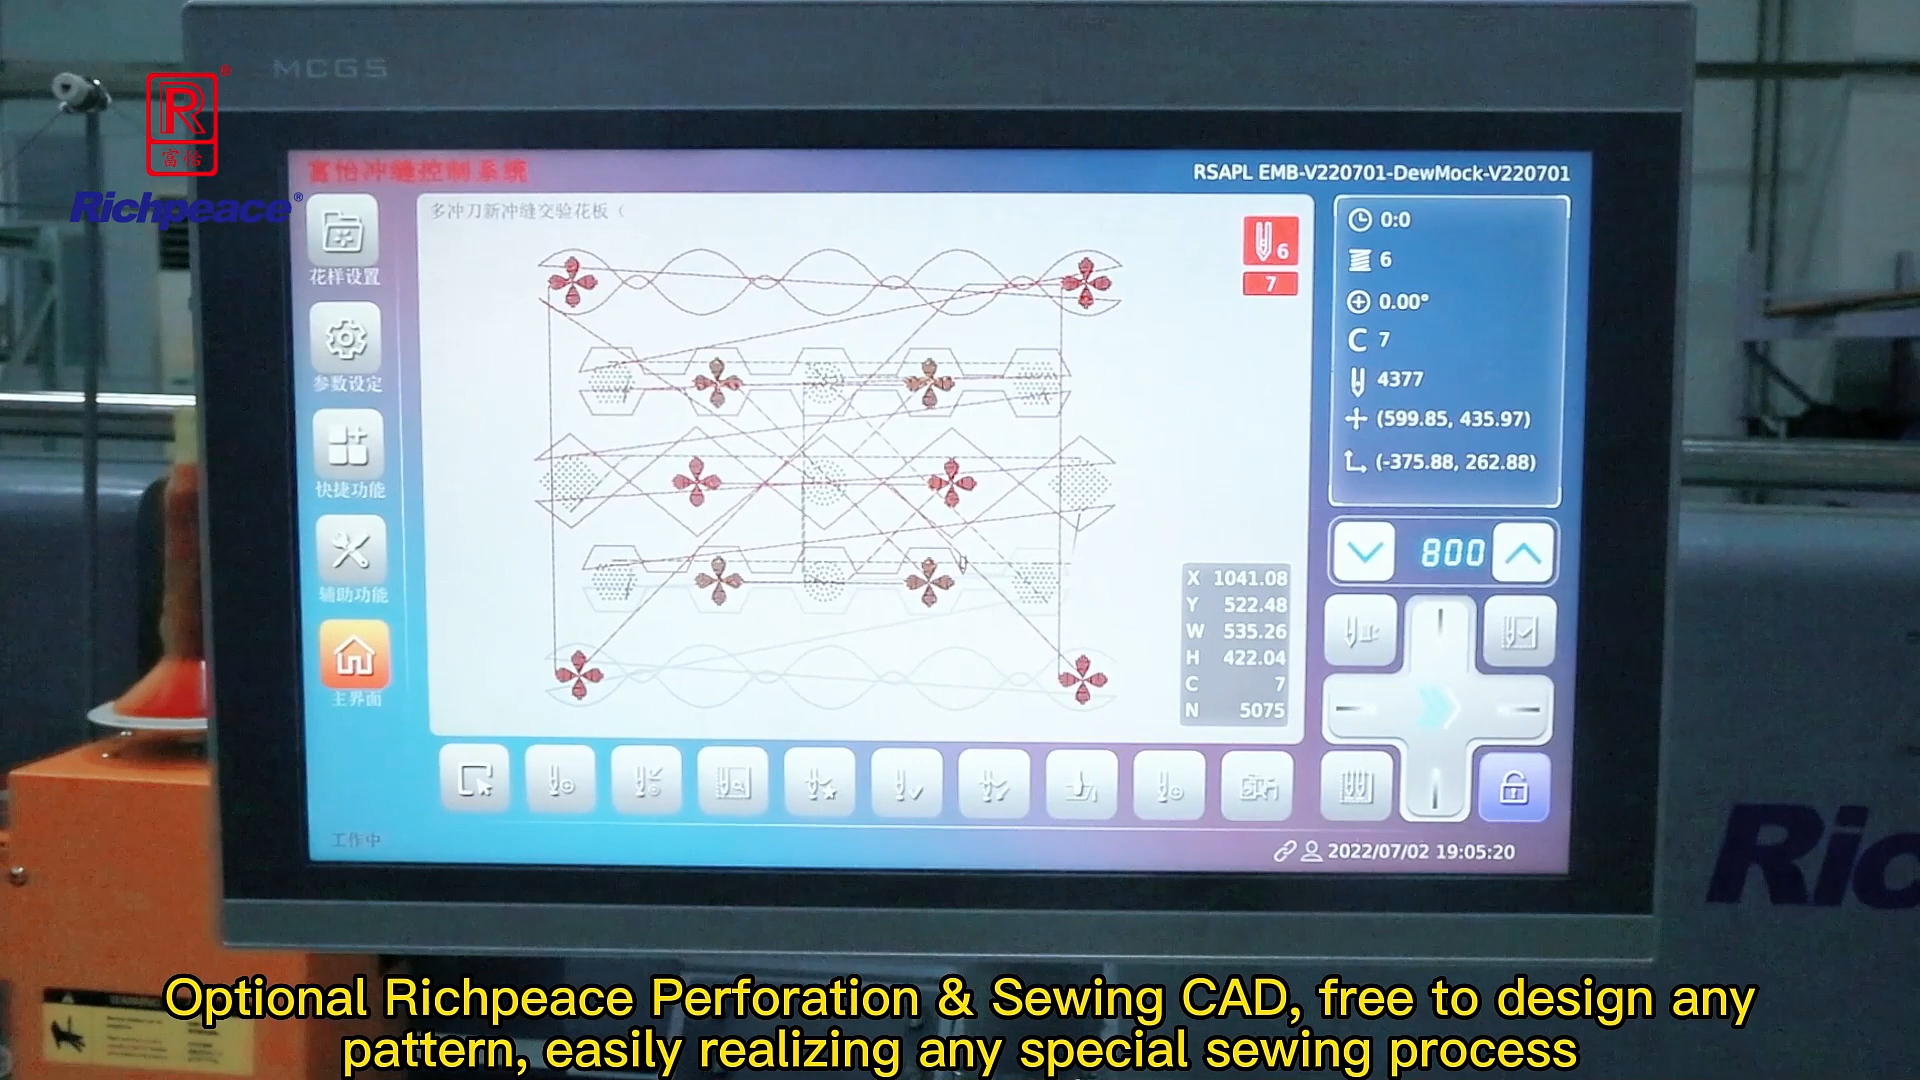 MCGS
R
富怡
Richpeace
富怡冲缝控制系统
RSAPL EMB-V220701-DewMock-V220701
多冲刀新冲缝交验花板（
花样设置
参数设定
快捷功能
辅助功能
主界面
6
7
0:0
6
0.00°
C 7
4377
(599.85, 435.97)
(-375.88, 262.88)
800
X 1041.08
Y 522.48
W 535.26
H 422.04
C 7
N 5075
工作中
2022/07/02 19:05:20
Ric
Optional Richpeace Perforation & Sewing CAD, free to design any
pattern, easily realizing any special sewing process